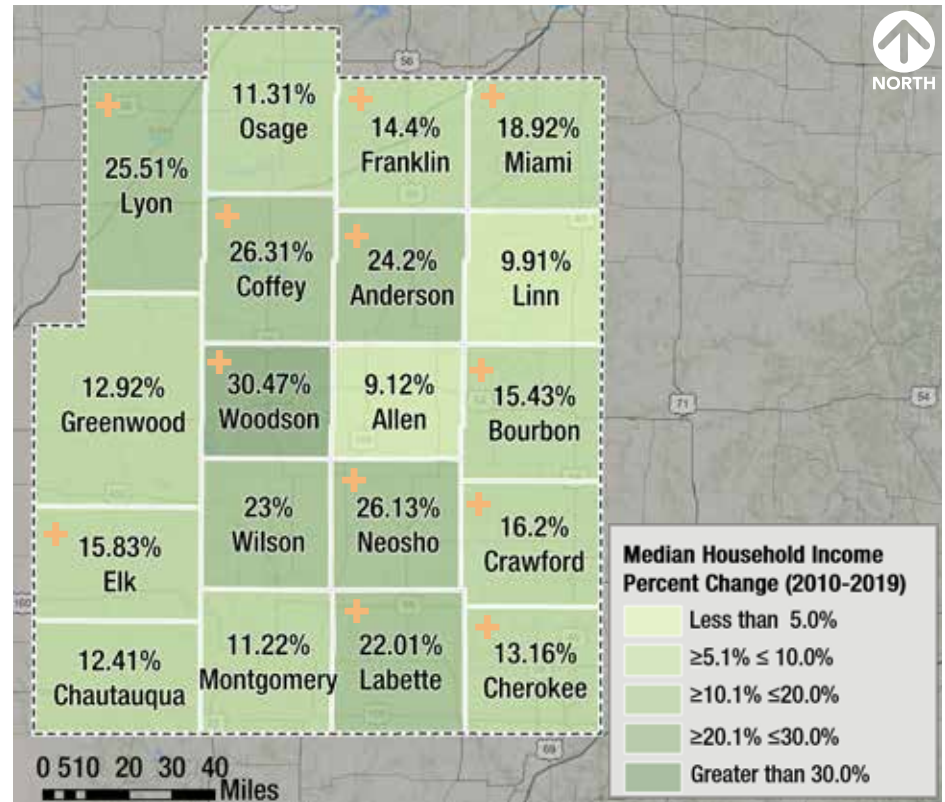 NORTH
56
11.31%
Osage
14.4%
Franklin
18.92%
Miami
25.51%
Lyon
26.31%
Coffey
24.2%
Anderson
9.91%
Linn
12.92%
Greenwood
30.47%
Woodson
9.12%
Allen
15.43%
Bourbon
71
54
23%
Wilson
26.13%
Neosho
16.2%
Crawford
15.83%
Elk
160
12.41%
Chautauqua
11.22%
Montgomery
22.01%
Labette
13.16%
Cherokee
69
Median Household Income
Percent Change (2010-2019)
Less than 5.0%
≥5.1% ≤ 10.0%
≥10.1% ≤20.0%
≥20.1% ≤30.0%
Greater than 30.0%
0 510 20 30 40
Miles